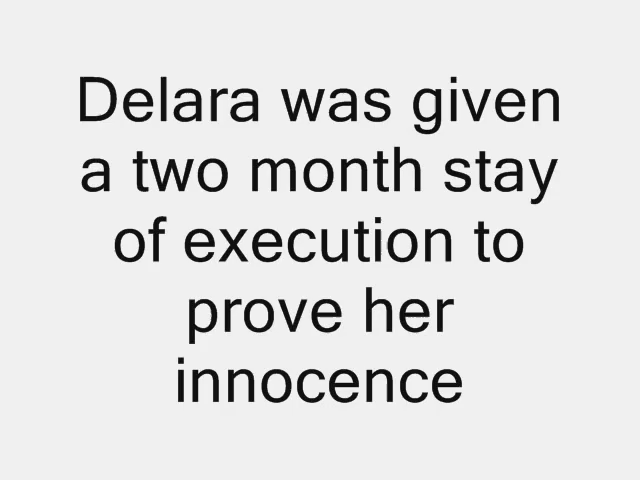 Delara was given
a two month stay
of execution to
prove her
innocence